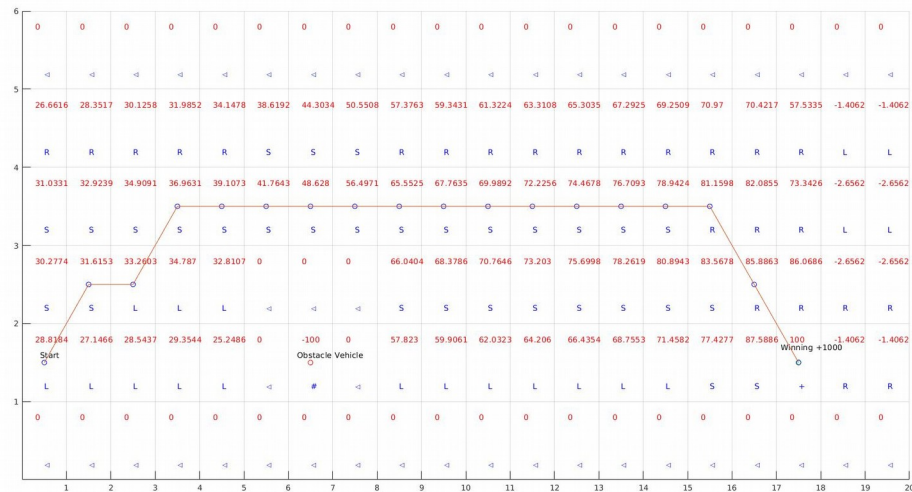 6
0 0 0 0 0 0 0 0 0 0 0 0 0 0 0 0 0 0 0 0
◁ ◁ ◁ ◁ ◁ ◁ ◁ ◁ ◁ ◁ ◁ ◁ ◁ ◁ ◁ ◁ ◁ ◁ ◁ ◁
5
26.6616 28.3517 30.1258 31.9852 34.1478 38.6192 44.3034 50.5508 57.3763 59.3431 61.3224 63.3108 65.3035 67.2925 69.2509 70.97 70.4217 57.5335 -1.4062 -1.4062
R R R R R S S S R R R R R R R R R R L L
4
31.0331 32.9239 34.9091 36.9631 39.1073 41.7643 48.628 56.4971 65.5525 67.7635 69.9892 72.2256 74.4678 76.7093 78.9424 81.1598 82.0855 73.3426 -2.6562 -2.6562
S S S S S S S S S S S S S S S R R R L L
3
30.2774 31.6153 33.2603 34.787 32.8107 0 0 0 66.0404 68.3786 70.7646 73.203 75.6998 78.2619 80.8943 83.5678 85.8863 86.0686 -2.6562 -2.6562
S S L L L ◁ ◁ ◁ S S S S S S S S R R R R
2
28.8184 27.1466 28.5437 29.3544 25.2486 0 -100 0 57.823 59.9061 62.0323 64.206 66.4354 68.7553 71.4582 77.4277 87.5886 100 -1.4062 -1.4062
Winning +1000
Start Obstacle Vehicle
L L L L L ◁ # ◁ L L L L L L L S S + R R
1
0 0 0 0 0 0 0 0 0 0 0 0 0 0 0 0 0 0 0 0
◁ ◁ ◁ ◁ ◁ ◁ ◁ ◁ ◁ ◁ ◁ ◁ ◁ ◁ ◁ ◁ ◁ ◁ ◁ ◁
1 2 3 4 5 6 7 8 9 10 11 12 13 14 15 16 17 18 19 20